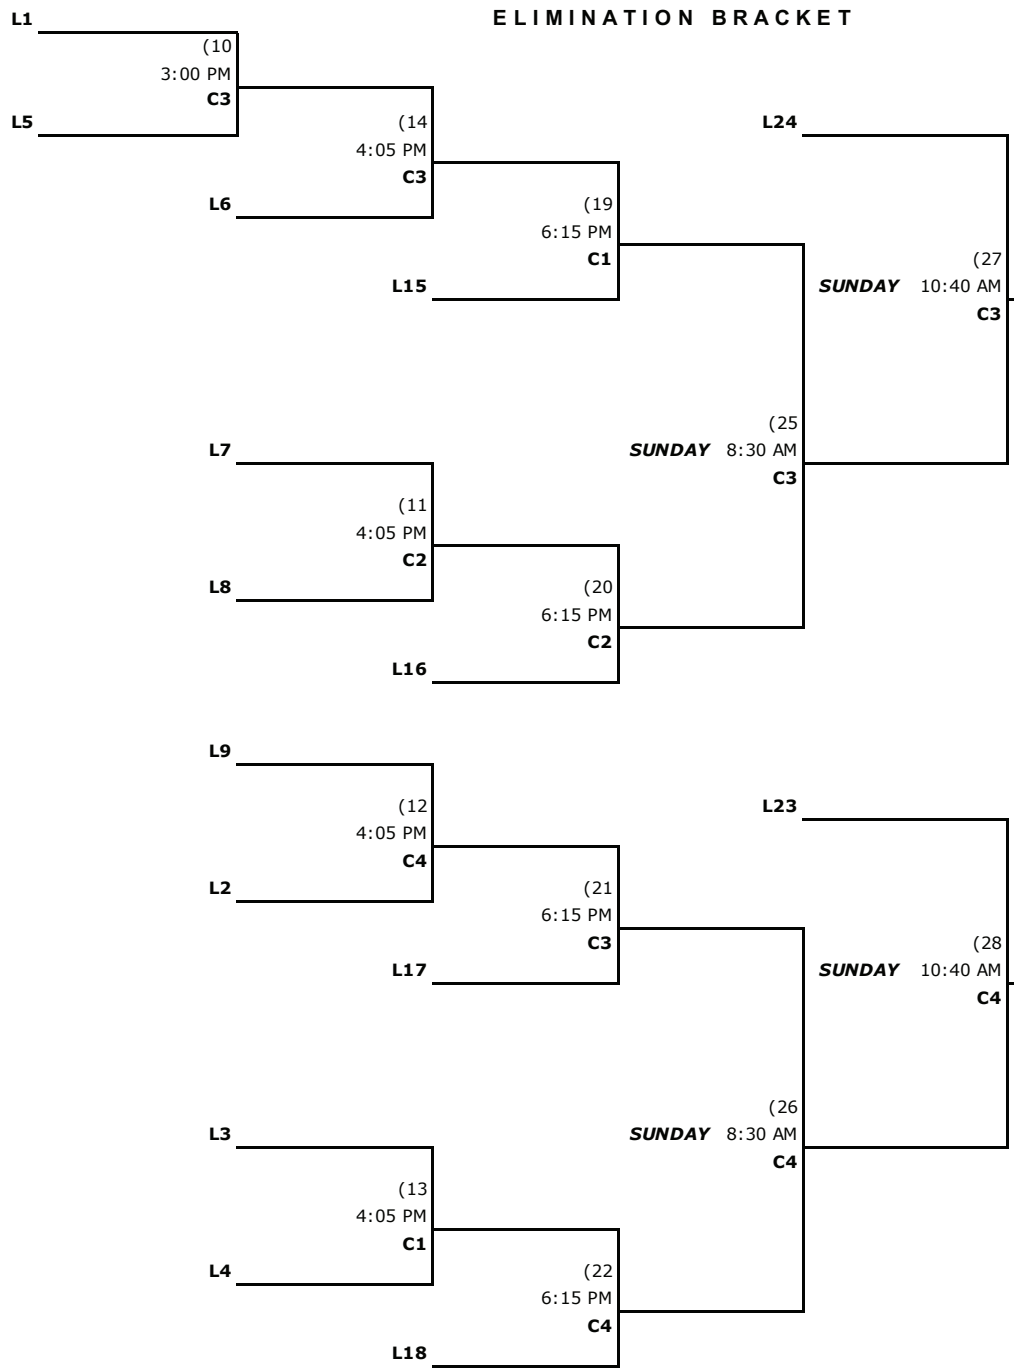 ELIMINATION BRACKET
L1
(10
3:00 PM
C3
L5
(14
4:05 PM
C3
L6
(19
6:15 PM
C1
L15
L24
(27
SUNDAY 10:40 AM
C3
(25
SUNDAY 8:30 AM
C3
L7
(11
4:05 PM
C2
L8
(20
6:15 PM
C2
L16
L9
(12
4:05 PM
C4
L2
(21
6:15 PM
C3
L17
L23
(28
SUNDAY 10:40 AM
C4
(26
SUNDAY 8:30 AM
C4
L3
(13
4:05 PM
C1
L4
(22
6:15 PM
C4
L18